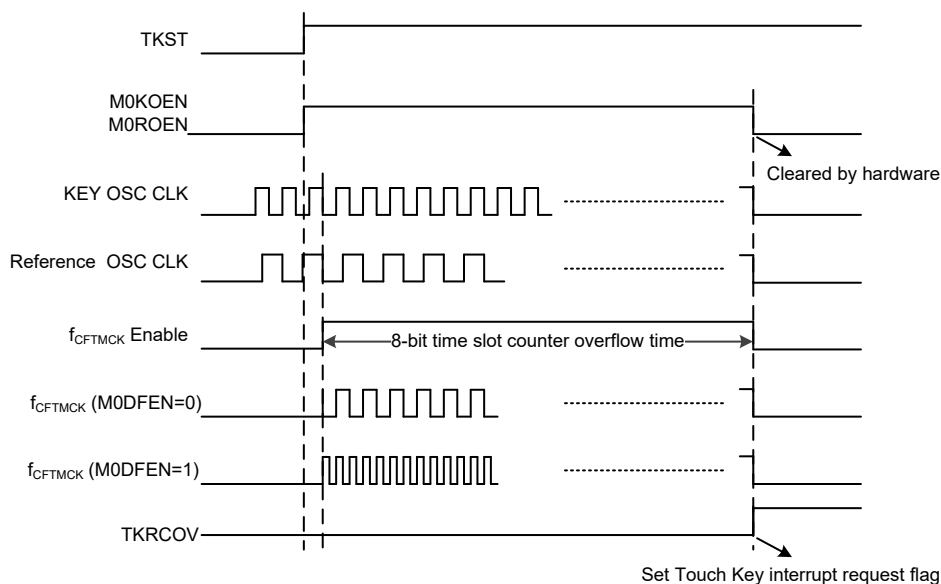 TKST
M0KOEN
M0ROEN
Cleared by hardware
KEY OSC CLK
Reference OSC CLK
fCFTMCK Enable
8-bit time slot counter overflow time
fCFTMCK (M0DFEN=0)
fCFTMCK (M0DFEN=1)
TKRCOV
Set Touch Key interrupt request flag